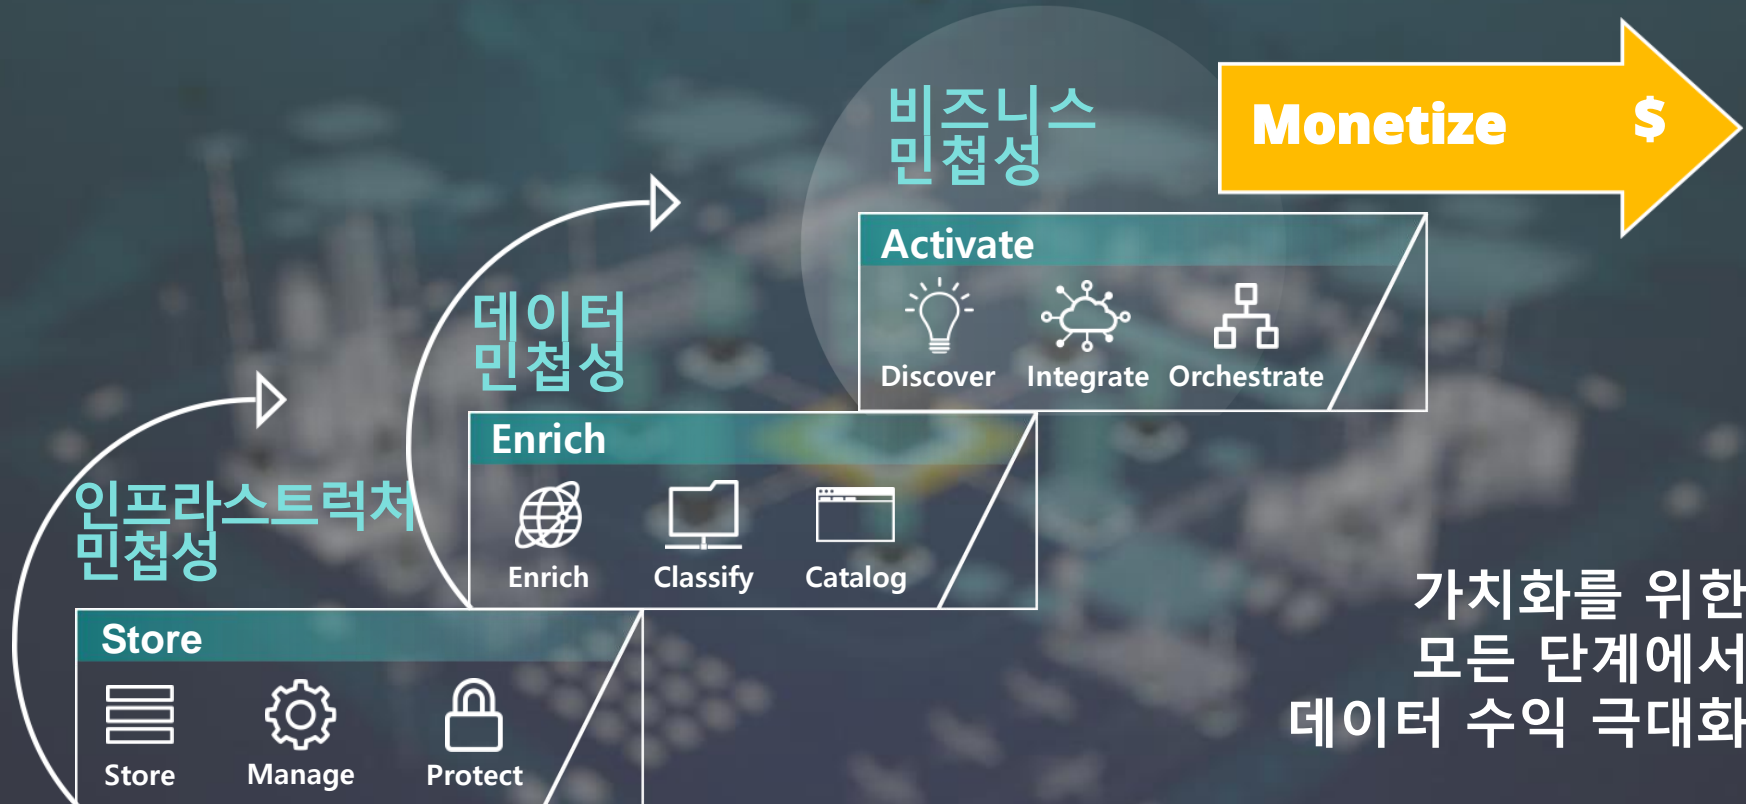 비즈니스
민첩성
Monetize $
Activate
Discover Integrate Orchestrate
데이터
민첩성
Enrich
Enrich Classify Catalog
인프라스트럭처
민첩성
Store
Store Manage Protect
가치화를 위한
모든 단계에서
데이터 수익 극대화